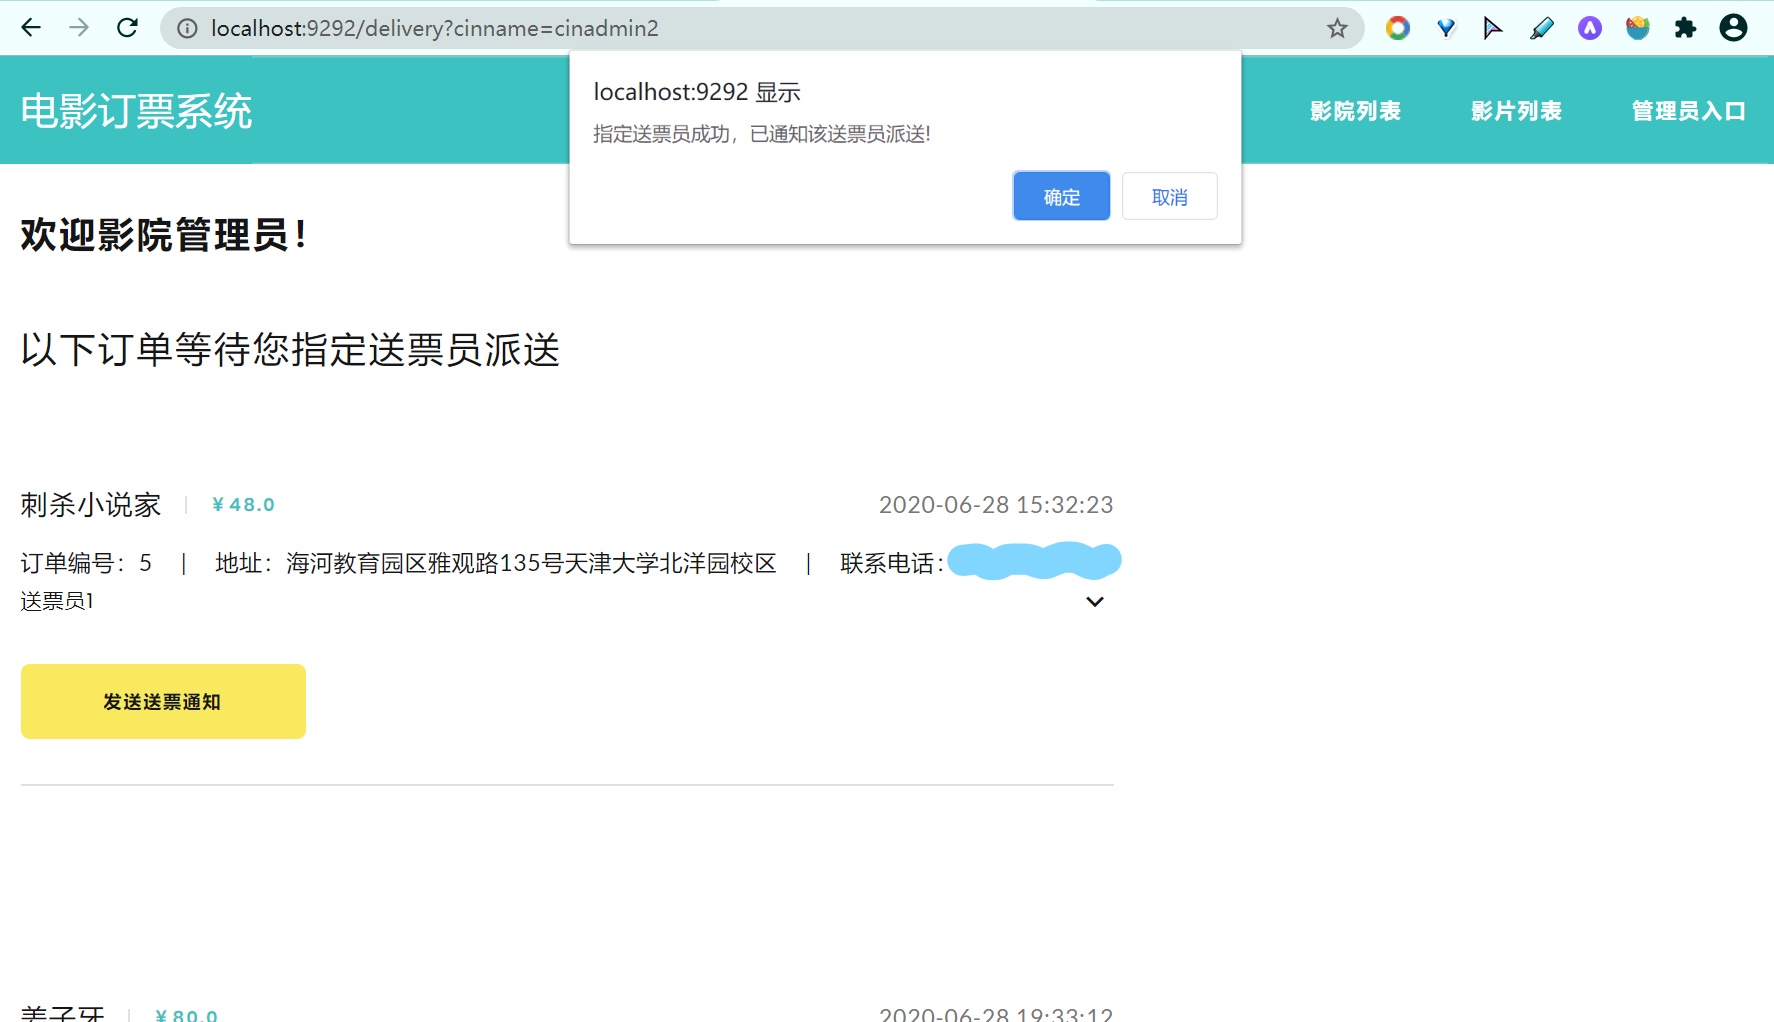 localhost:9292/delivery?cinname=cinadmin2
电影订票系统
影院列表 影片列表 管理员入口
localhost:9292 显示
指定送票员成功，已通知该送票员派送!
确定 取消
欢迎影院管理员！
以下订单等待您指定送票员派送
刺杀小说家 | ¥ 48.0 2020-06-28 15:32:23
订单编号：5 | 地址：海河教育园区雅观路135号天津大学北洋园校区 | 联系电话：
送票员1
发送送票通知
姜子牙 | ¥ 80.0 2020-06-28 19:33:12